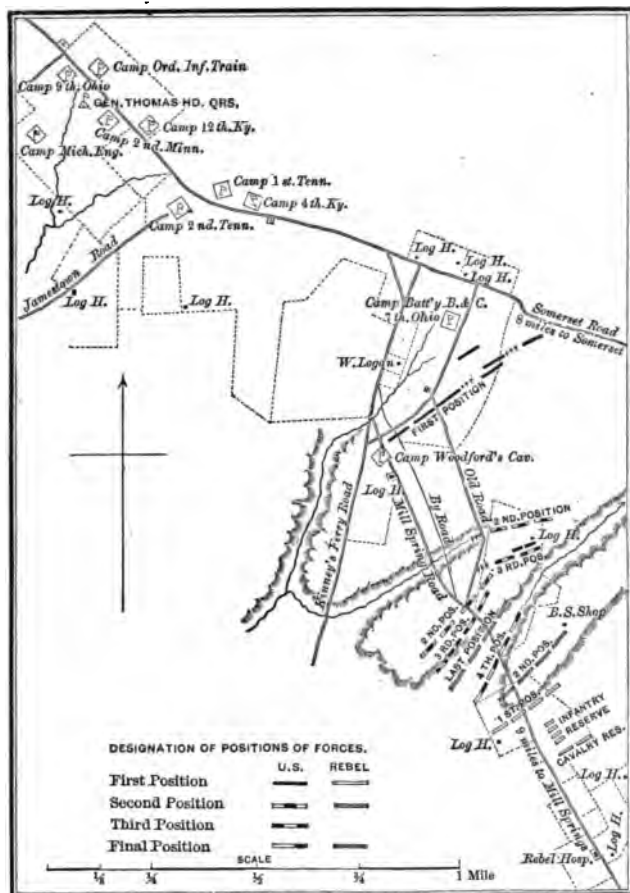 Camp Ord. Inf. Train
Camp 9th. Ohio
GEN. THOMAS HD. QRS.
Camp 12th. Ky.
Camp 2nd. Minn.
Camp Mich. Eng.
Camp 1st. Tenn.
Camp 4th. Ky.
Log H.
Camp 2nd. Tenn.
Jamestown Road
Log H.
Log H.
Log H.
Log H.
Log H.
Camp Batt'y B. & C.
7th. Ohio
Somerset Road
8 miles to Somerset
W. Logan
FIRST POSITION
Camp Woodford's Cav.
Log H.
Kinney's Ferry Road
Mill Spring Road
By Road
Old Road
2 ND. POSITION
Log H.
3 RD. POS.
2 ND. POS.
3 RD. POS.
LAST POSITION
4 TH. POS.
2 ND. POS.
B. S. Shop
1 ST. POS.
INFANTRY
RESERVE
CAVALRY RES.
Log H.
9 miles to Mill Springs
Log H.
Log H.
Rebel Hosp.
DESIGNATION OF POSITIONS OF FORCES.
U.S. REBEL
First Position
Second Position
Third Position
Final Position
SCALE
1/8 3/8 1/2 3/4 1 Mile